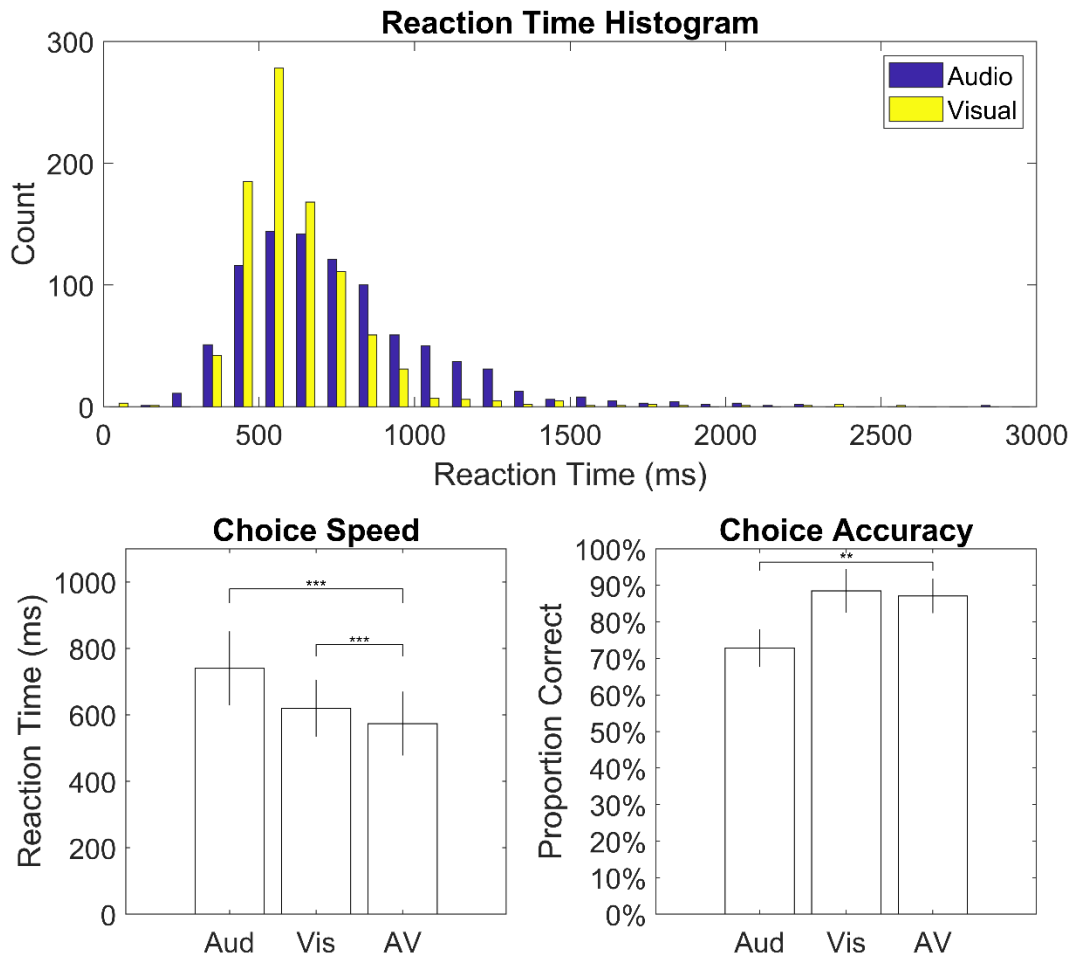 Reaction Time Histogram
300
200
100
0
Count
Audio
Visual
0 500 1000 1500 2000 2500 3000
Reaction Time (ms)
Choice Speed
1000
800
600
400
200
0
Reaction Time (ms)
***
***
Aud Vis AV
Choice Accuracy
100%
90%
80%
70%
60%
50%
40%
30%
20%
10%
0%
Proportion Correct
**
Aud Vis AV